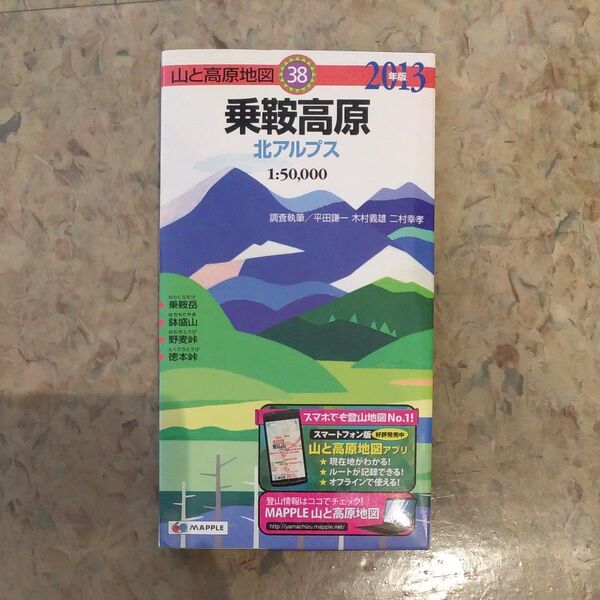 山と高原地図
38
2013
年版
乗鞍高原
北アルプス
1:50,000
調査執筆／平田謙一 木村義雄 二村幸孝
のりくらだけ
乗鞍岳
はちもりやま
鉢盛山
のむぎとうげ
野麦峠
とくごうとうげ
徳本峠
スマホでも登山地図No.1!
スマートフォン版 好評発売中
山と高原地図アプリ
★現在地がわかる!
★ルートが記録できる!
★オフラインで使える!
登山情報はココでチェック!
MAPPLE 山と高原地図
http://yamachizu.mapple.net/
MAPPLE